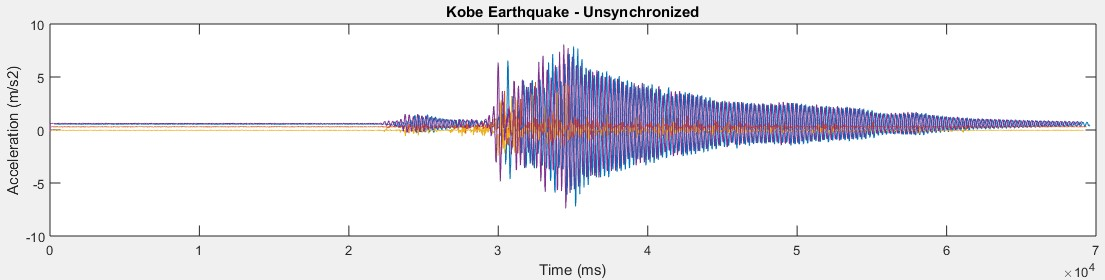 Kobe Earthquake - Unsynchronized
Acceleration (m/s2)
10
5
0
-5
-10
0 1 2 3 4 5 6 7
Time (ms)
×10^4